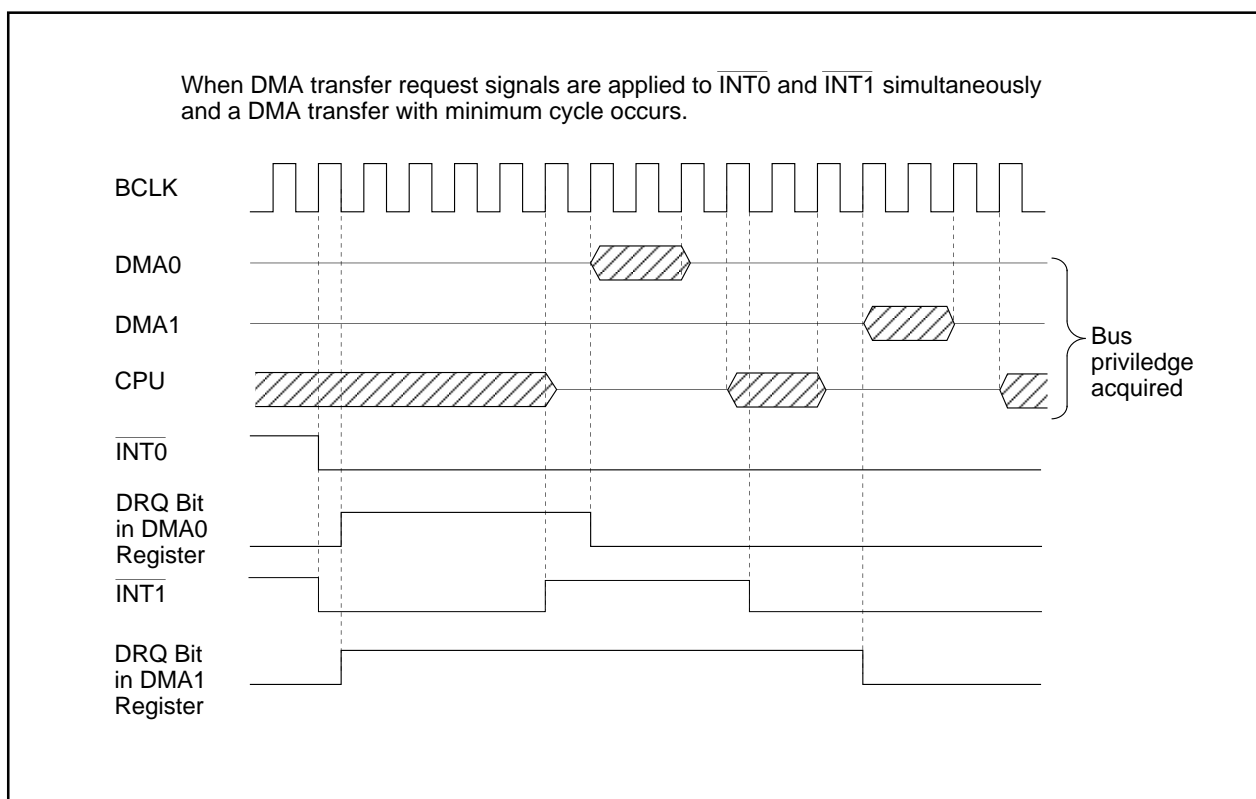 When DMA transfer request signals are applied to INT0 and INT1 simultaneously
and a DMA transfer with minimum cycle occurs.
BCLK
DMA0
DMA1
CPU
Bus
priviledge
acquired
INT0
DRQ Bit
in DMA0
Register
INT1
DRQ Bit
in DMA1
Register